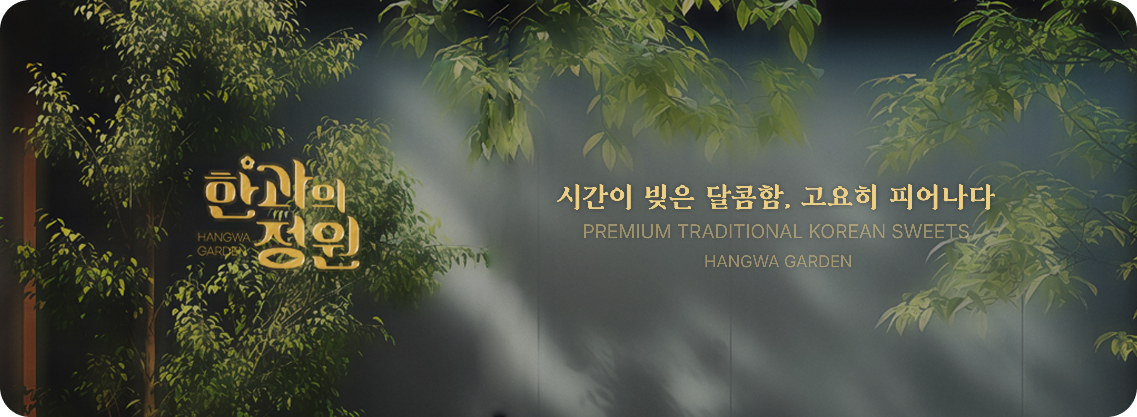 한과의
정원
HANGWA
GARDEN
시간이 빚은 달콤함, 고요히 피어나다
PREMIUM TRADITIONAL KOREAN SWEETS
HANGWA GARDEN